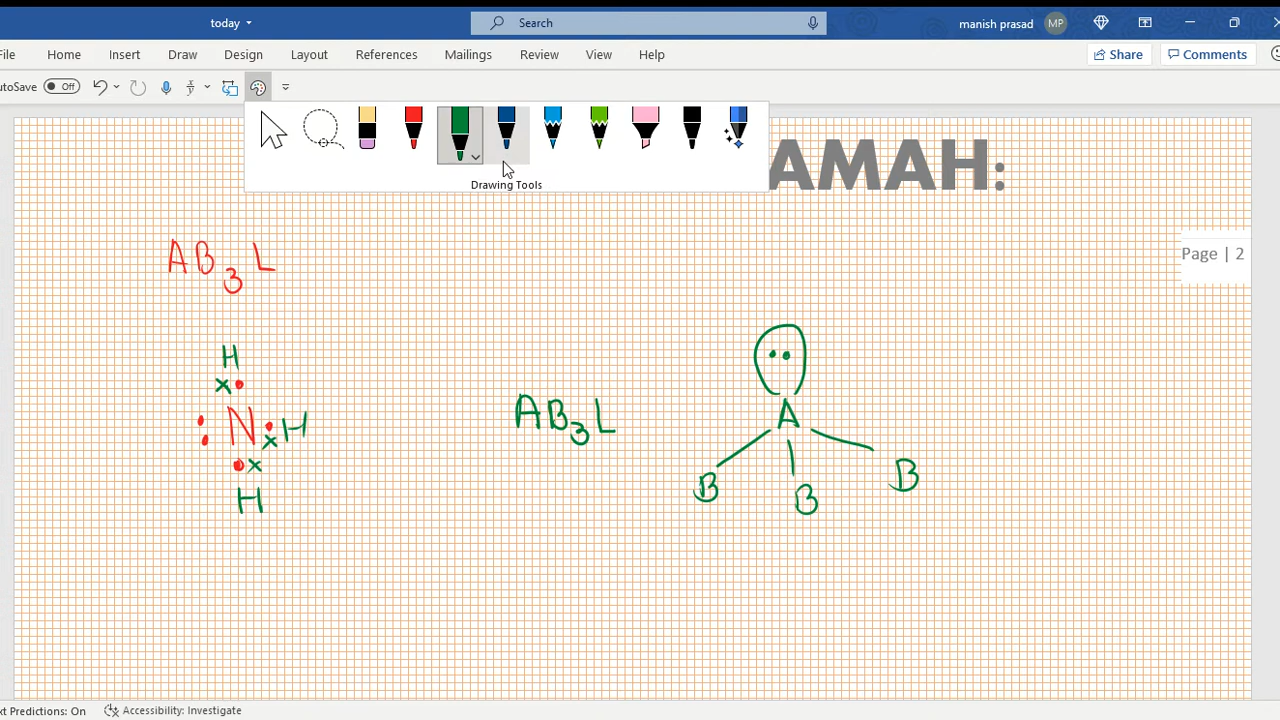 today
Search
manish prasad
MP
File Home Insert Draw Design Layout References Mailings Review View Help
Share
Comments
AutoSave
Off
Drawing Tools
AMAH:
Page | 2
AB3L
H
N H
H
AB3L
A
B B B
xt Predictions: On
Accessibility: Investigate